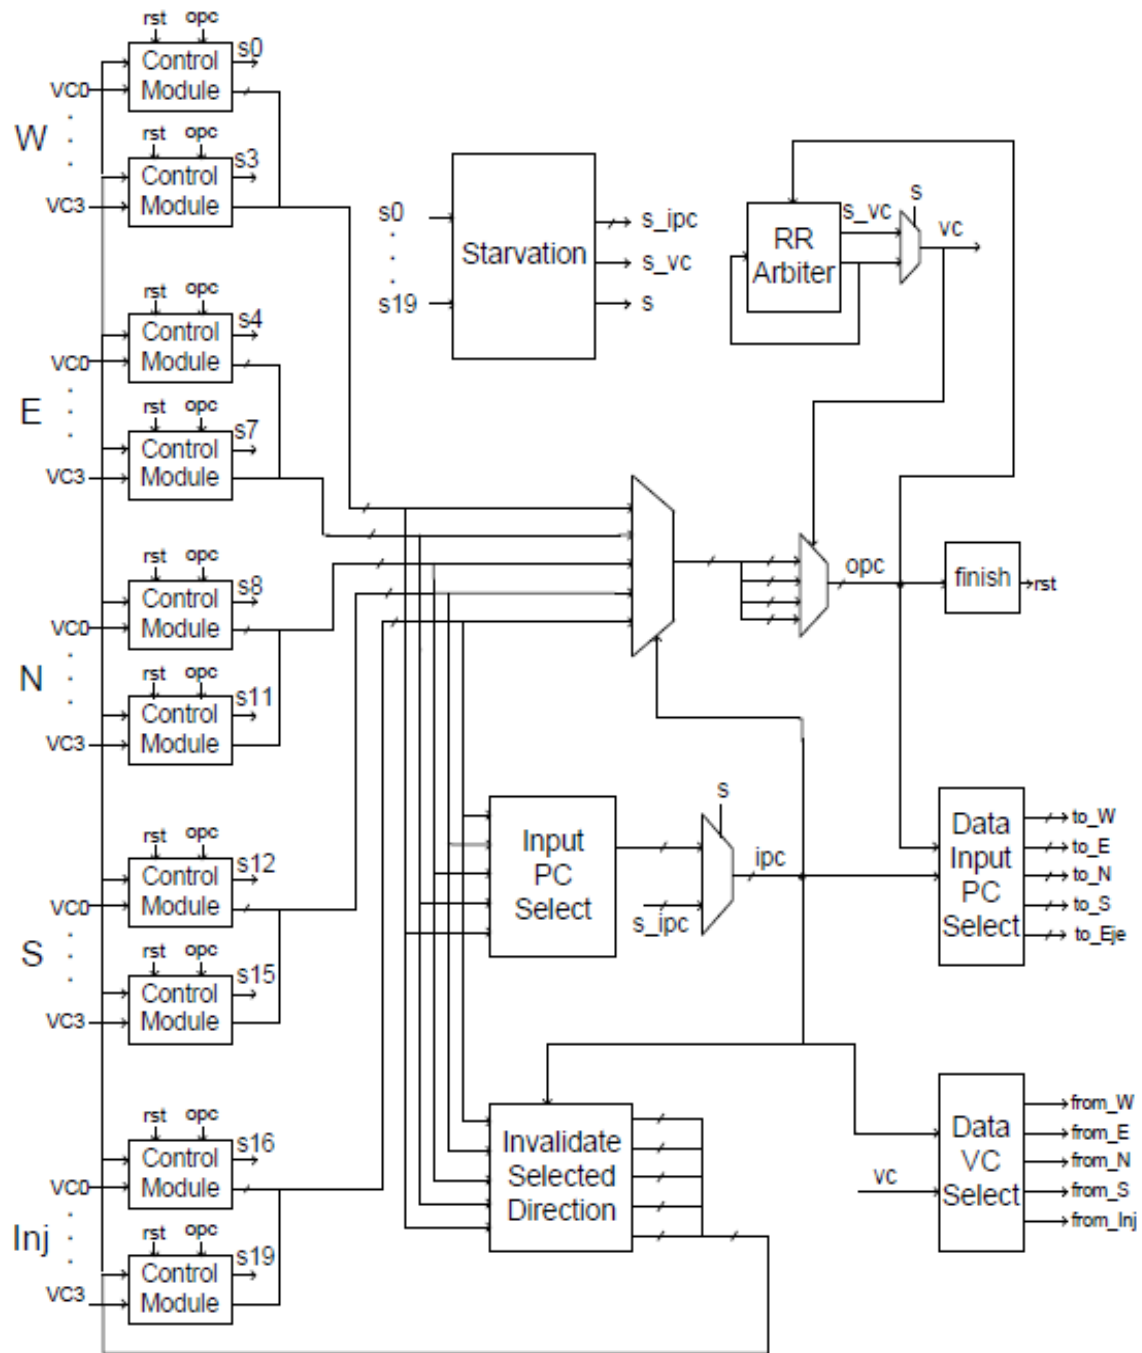 rst opc
Control
Module
s0
VC0
W
rst opc
Control
Module
s3
VC3
rst opc
Control
Module
s4
VC0
E
rst opc
Control
Module
s7
VC3
rst opc
Control
Module
s8
VC0
N
rst opc
Control
Module
s11
VC3
rst opc
Control
Module
s12
VC0
S
rst opc
Control
Module
s15
VC3
rst opc
Control
Module
s16
VC0
Inj
rst opc
Control
Module
s19
VC3
s0
s19
Starvation
s_ipc
s_vc
s
RR
Arbiter
s_vc
s
vc
opc
finish
rst
Input
PC
Select
s
s_ipc
ipc
Data
Input
PC
Select
to_W
to_E
to_N
to_S
to_Eje
Invalidate
Selected
Direction
vc
Data
VC
Select
from_W
from_E
from_N
from_S
from_Inj